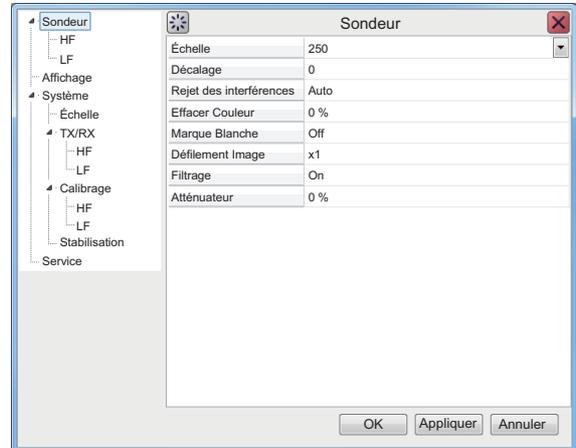 Sondeur
HF
LF
Affichage
Système
Échelle
TX/RX
HF
LF
Calibrage
HF
LF
Stabilisation
Service
Sondeur
Échelle 250
Décalage 0
Rejet des interférences Auto
Effacer Couleur 0 %
Marque Blanche Off
Défilement Image x1
Filtrage On
Atténuateur 0 %
OK Appliquer Annuler